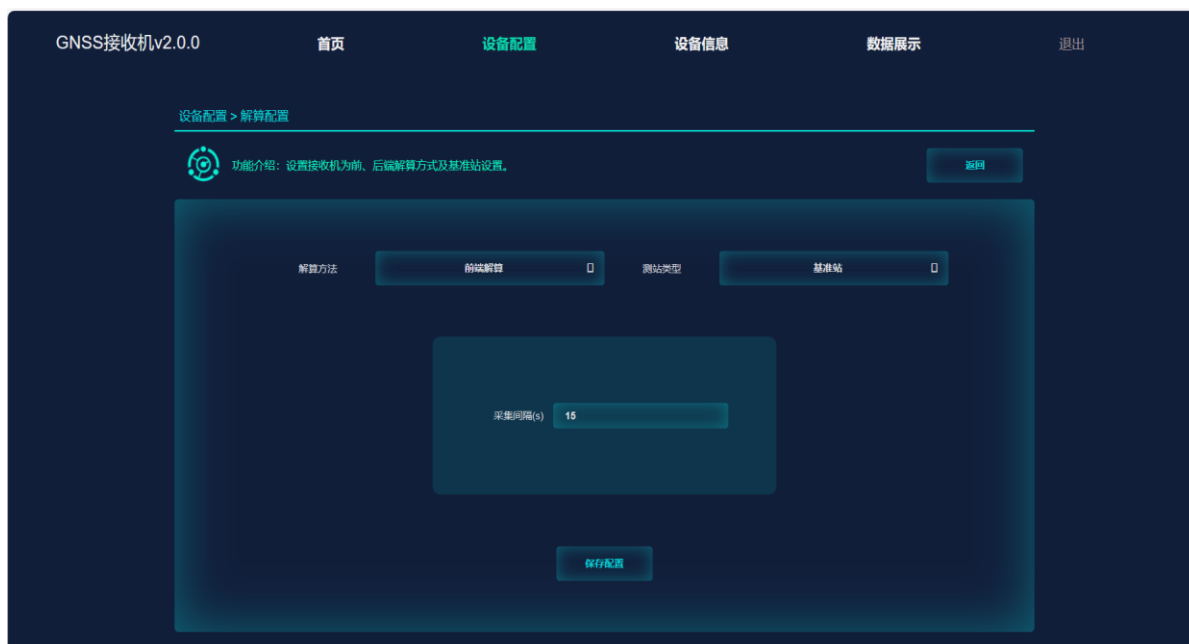 GNSS接收机v2.0.0 首页 设备配置 设备信息 数据展示 退出
设备配置 > 解算配置
功能介绍：设置接收机为前、后端解算方式及基准站设置。 返回
解算方法 前端解算 测站类型 基准站
采集间隔(s) 15
保存配置